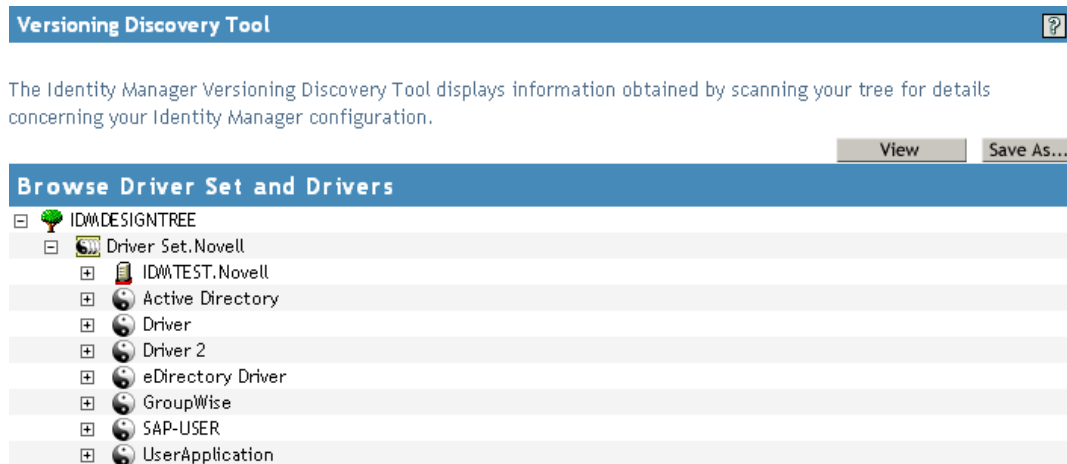 Versioning Discovery Tool
?
The Identity Manager Versioning Discovery Tool displays information obtained by scanning your tree for details
concerning your Identity Manager configuration.
View Save As...
Browse Driver Set and Drivers
IDMDESIGNTREE
Driver Set.Novell
IDMTEST.Novell
Active Directory
Driver
Driver 2
eDirectory Driver
GroupWise
SAP-USER
UserApplication